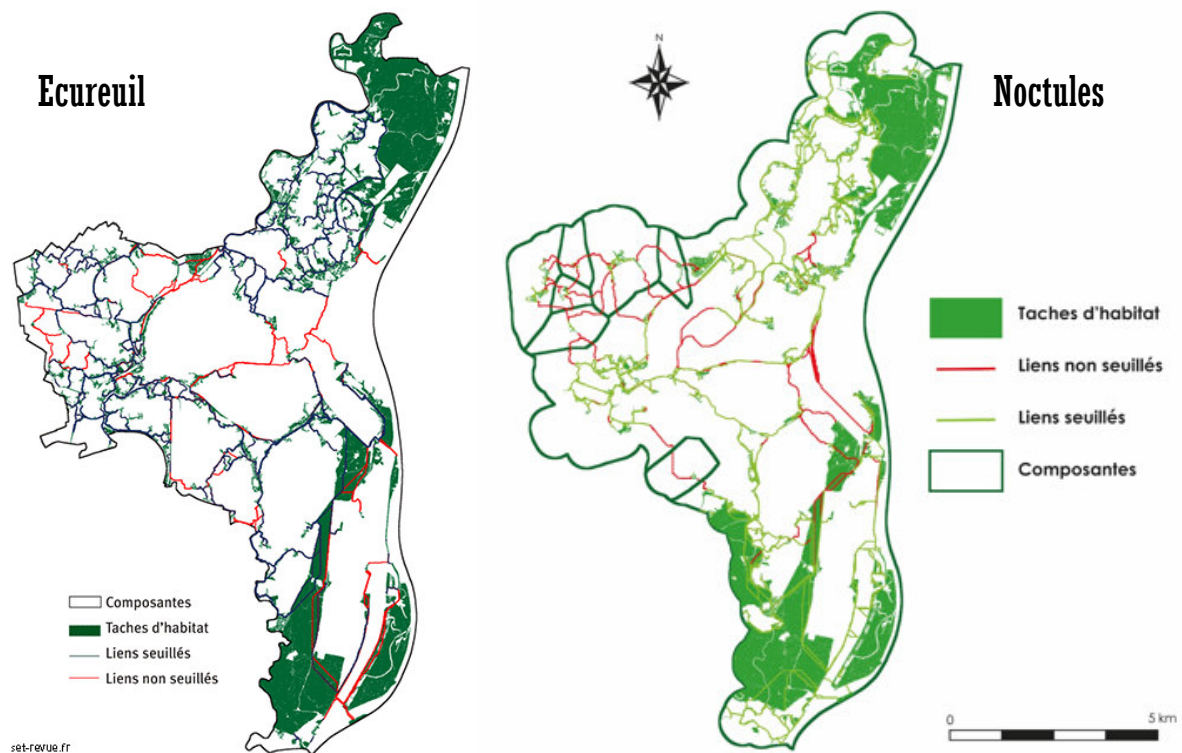 Ecureuil
N
Noctules
Taches d'habitat
Liens non seuillés
Liens seuillés
Composantes
Composantes
Taches d'habitat
Liens seuillés
Liens non seuillés
0 5 km
set-revue.fr